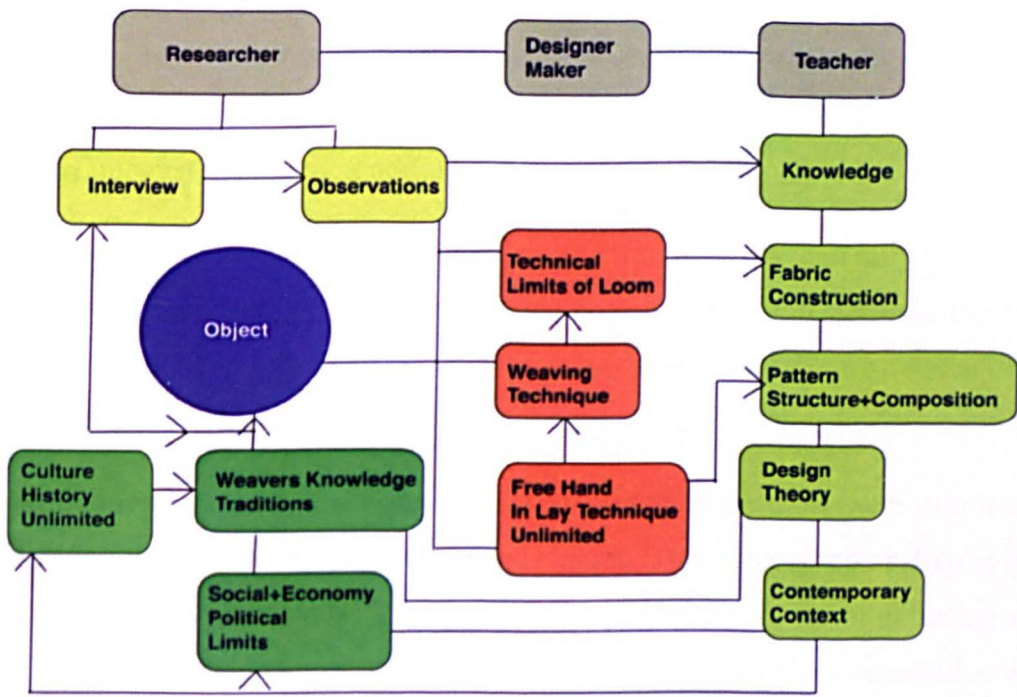 Researcher
Designer
Maker
Teacher
Interview
Observations
Knowledge
Technical
Limits of Loom
Fabric
Construction
Object
Weaving
Technique
Pattern
Structure+Composition
Culture
History
Unlimited
Weavers Knowledge
Traditions
Free Hand
In Lay Technique
Unlimited
Design
Theory
Social+Economy
Political
Limits
Contemporary
Context